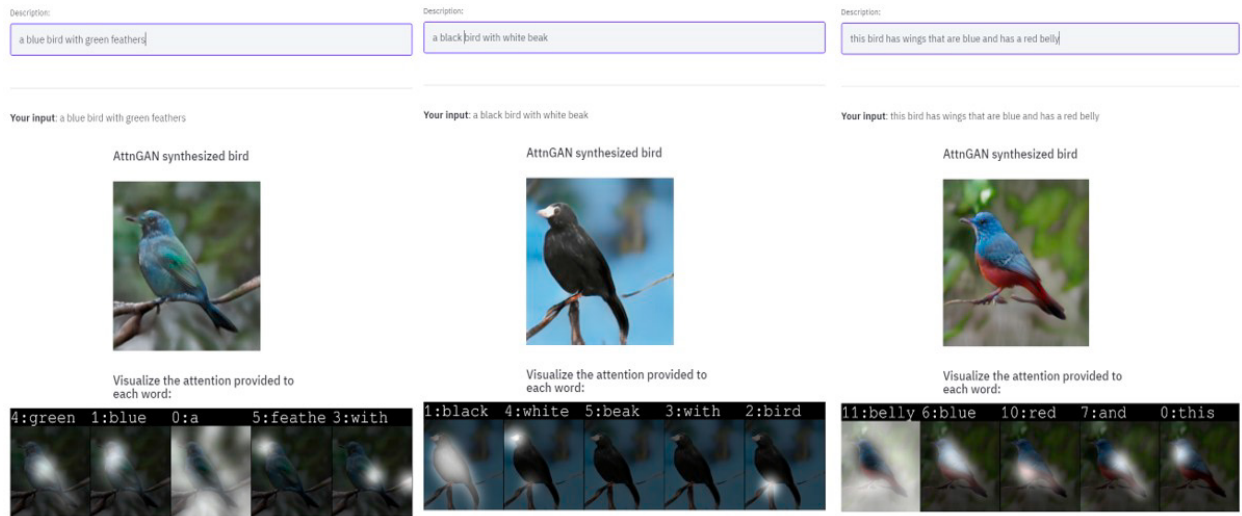 Description:
a blue bird with green feathers
Your input: a blue bird with green feathers
AttnGAN synthesized bird
Visualize the attention provided to
each word:
4:green 1:blue 0:a 5:feathe 3:with
Description:
a black bird with white beak
Your input: a black bird with white beak
AttnGAN synthesized bird
Visualize the attention provided to
each word:
1:black 4:white 5:beak 3:with 2:bird
Description:
this bird has wings that are blue and has a red belly
Your input: this bird has wings that are blue and has a red belly
AttnGAN synthesized bird
Visualize the attention provided to
each word:
11:belly 6:blue 10:red 7:and 0:this